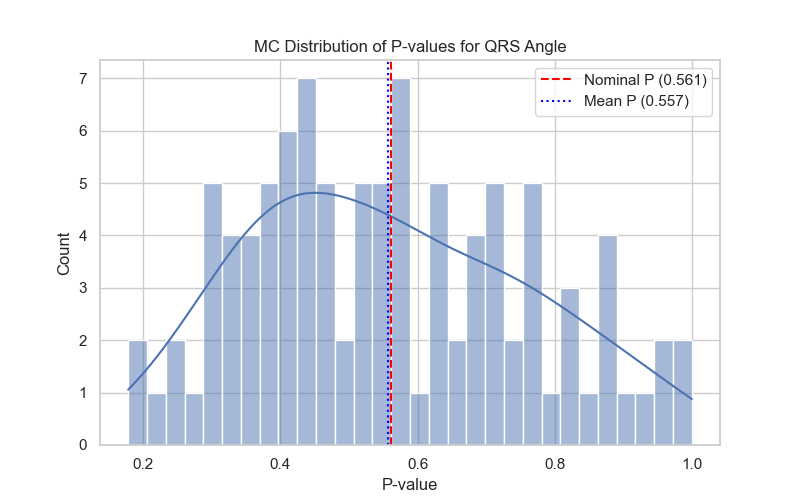 MC Distribution of P-values for QRS Angle
Nominal P (0.561)
Mean P (0.557)
Count
7
6
5
4
3
2
1
0
0.2 0.4 0.6 0.8 1.0
P-value